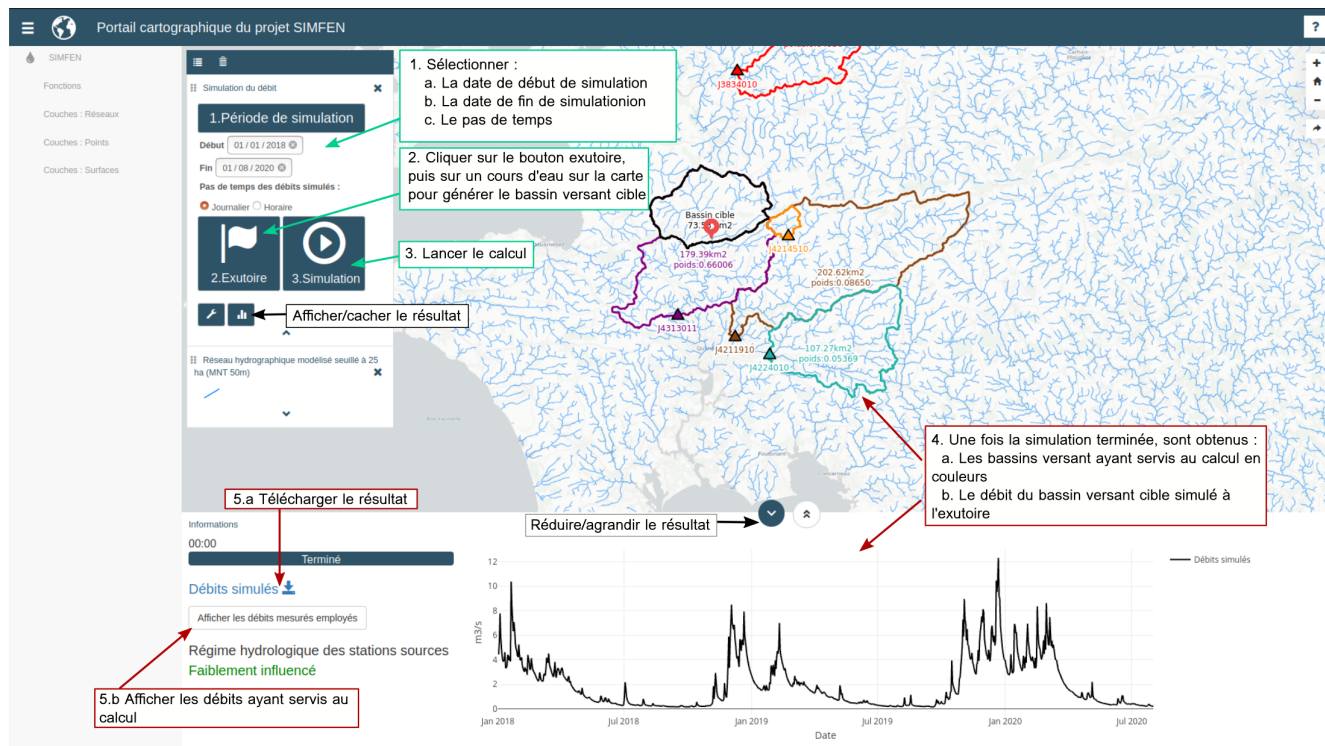 Portail cartographique du projet SIMFEN
?
SIMFEN
Fonctions
Couches : Réseaux
Couches : Points
Couches : Surfaces
Simulation du débit
1.Période de simulation
Début 01 / 01 / 2018
Fin 01 / 08 / 2020
Pas de temps des débits simulés :
Journalier Horaire
2.Exutoire
3.Simulation
Réseau hydrographique modélisé seuillé à 25
ha (MNT 50m)
1. Sélectionner :
a. La date de début de simulation
b. La date de fin de simulationion
c. Le pas de temps
2. Cliquer sur le bouton exutoire,
puis sur un cours d'eau sur la carte
pour générer le bassin versant cible
3. Lancer le calcul
Afficher/cacher le résultat
J3834010
Bassin cible
J4214510
179.39km2
poids:0.66006
202.62km2
poids:0.08650
J4313011
J4211910
107.27km2
poids:0.05369
J4224010
4. Une fois la simulation terminée, sont obtenus :
a. Les bassins versant ayant servis au calcul en
couleurs
b. Le débit du bassin versant cible simulé à
l'exutoire
5.a Télécharger le résultat
Réduire/agrandir le résultat
Informations
00:00
Terminé
Débits simulés
Afficher les débits mesurés employés
Régime hydrologique des stations sources
Faiblement influencé
5.b Afficher les débits ayant servis au
calcul
Débits simulés
m3/s
12
10
8
6
4
2
0
Jan 2018
Jul 2018
Jan 2019
Jul 2019
Jan 2020
Jul 2020
Date